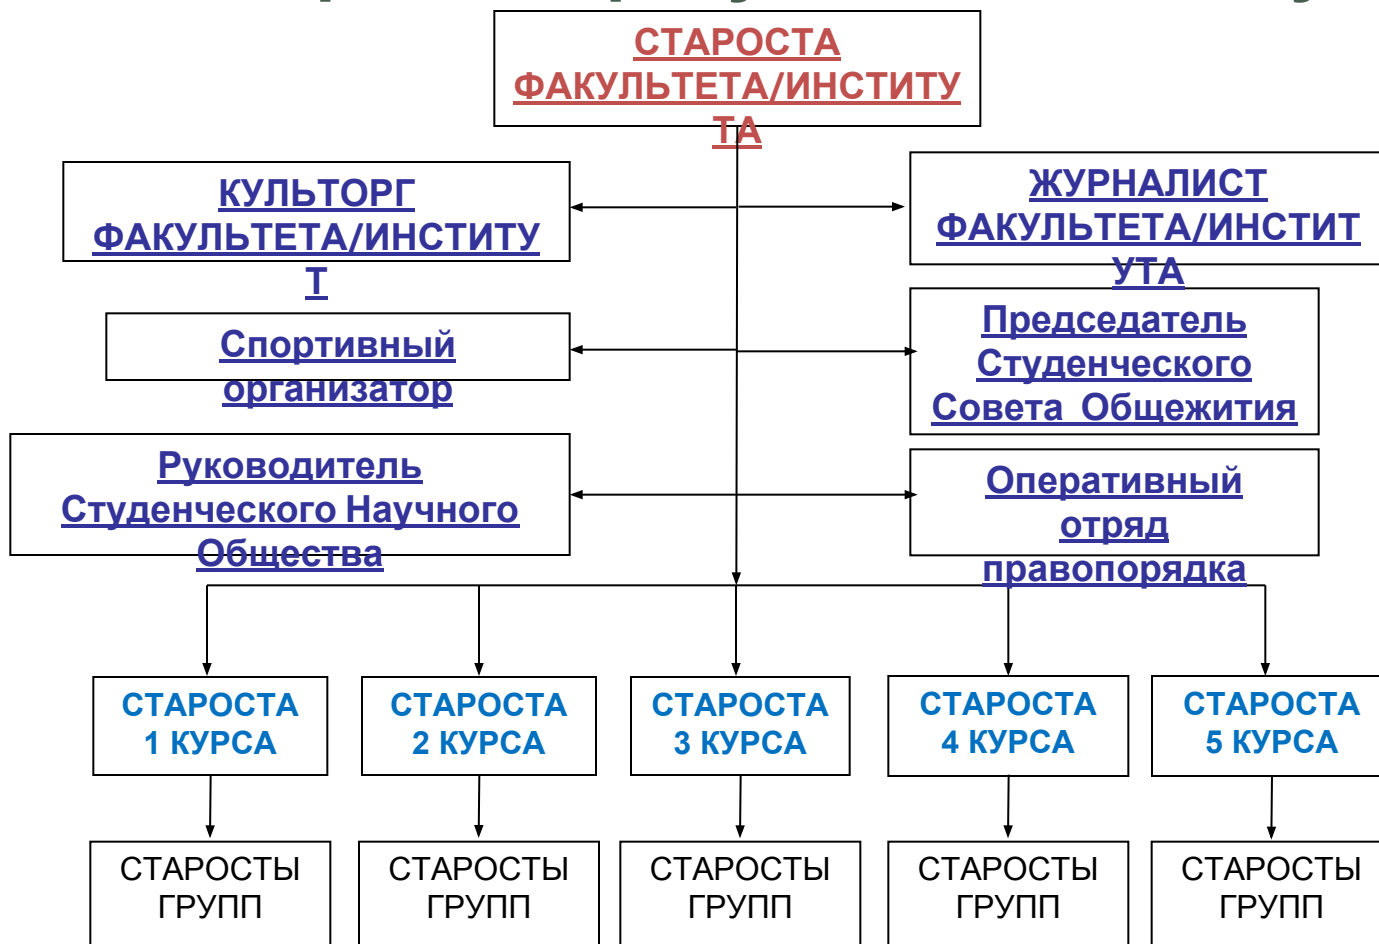 СТАРОСТА
ФАКУЛЬТЕТА/ИНСТИТУ
ТА
КУЛЬТОРГ
ФАКУЛЬТЕТА/ИНСТИТУ
Т
ЖУРНАЛИСТ
ФАКУЛЬТЕТА/ИНСТИТ
УТА
Спортивный
организатор
Председатель
Студенческого
Совета Общежития
Руководитель
Студенческого Научного
Общества
Оперативный
отряд
правопорядка
СТАРОСТА
1 КУРСА
СТАРОСТА
2 КУРСА
СТАРОСТА
3 КУРСА
СТАРОСТА
4 КУРСА
СТАРОСТА
5 КУРСА
СТАРОСТЫ
ГРУПП
СТАРОСТЫ
ГРУПП
СТАРОСТЫ
ГРУПП
СТАРОСТЫ
ГРУПП
СТАРОСТЫ
ГРУПП